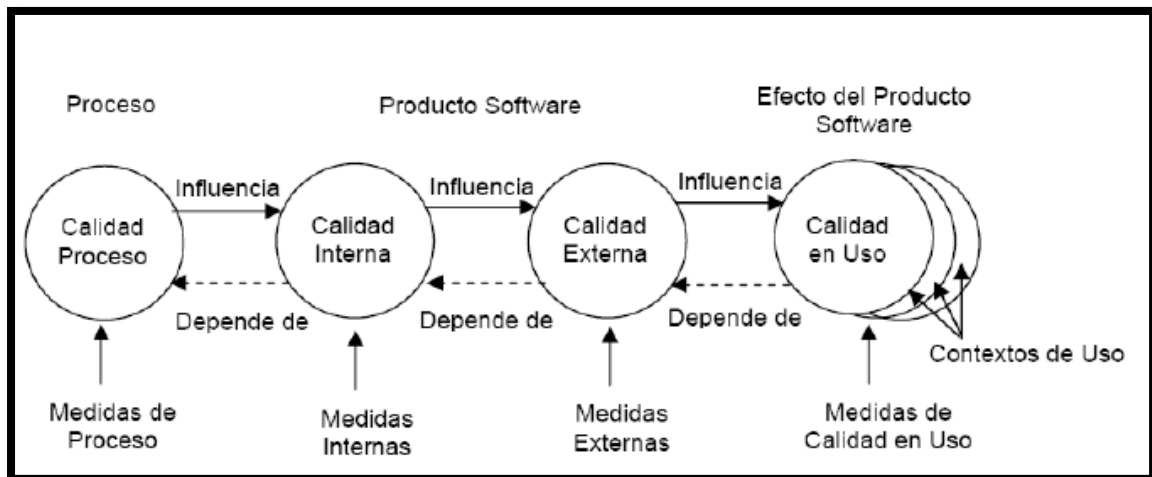 Proceso
Producto Software
Efecto del Producto
Software
Influencia
Influencia
Influencia
Calidad
Proceso
Calidad
Interna
Calidad
Externa
Calidad
en Uso
Depende de
Depende de
Depende de
Contextos de Uso
Medidas de
Proceso
Medidas
Internas
Medidas
Externas
Medidas de
Calidad en Uso